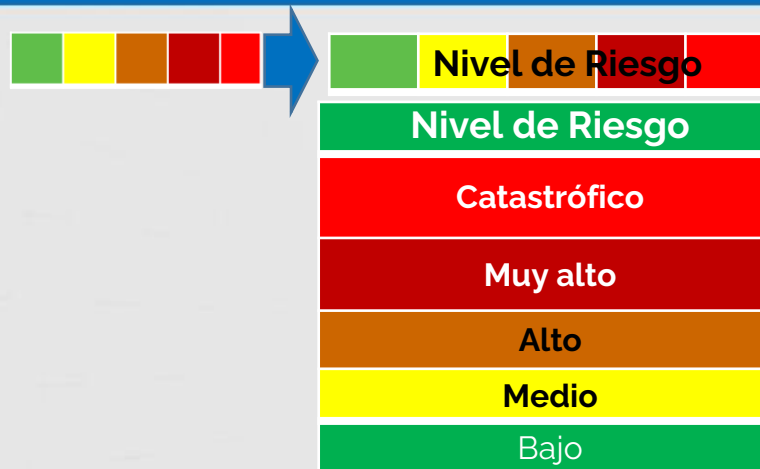 Nivel de Riesgo
Nivel de Riesgo
Catastrófico
Muy alto
Alto
Medio
Bajo